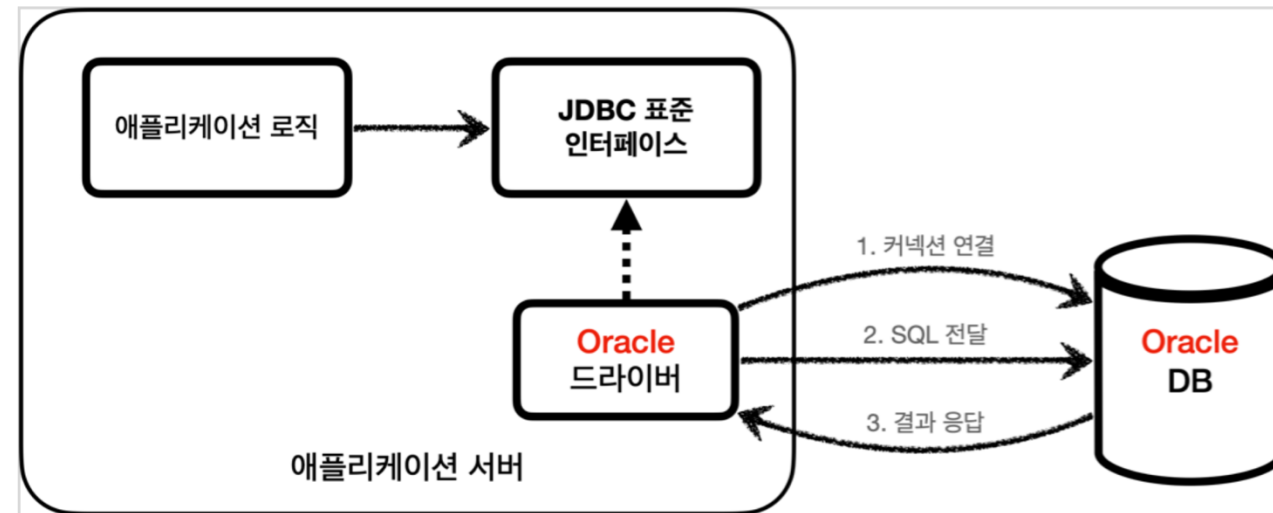 애플리케이션 로직
JDBC 표준
인터페이스
1. 커넥션 연결
Oracle
드라이버
2. SQL 전달
Oracle
DB
3. 결과 응답
애플리케이션 서버